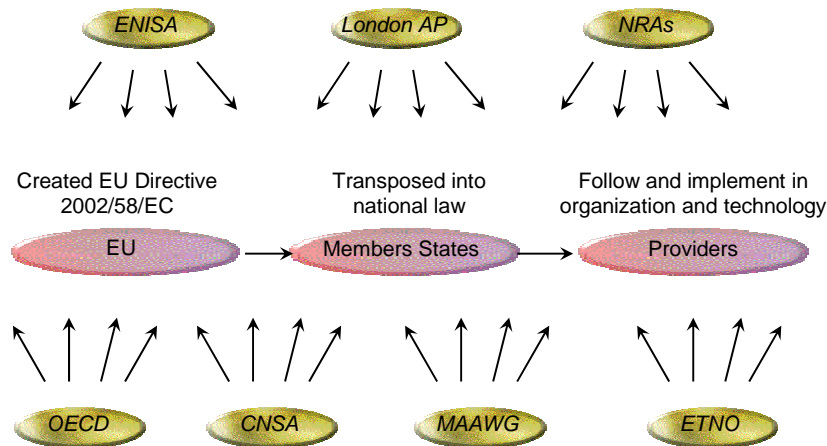 ENISA
London AP
NRAs
Created EU Directive
2002/58/EC
Transposed into
national law
Follow and implement in
organization and technology
EU
Members States
Providers
OECD
CNSA
MAAWG
ETNO